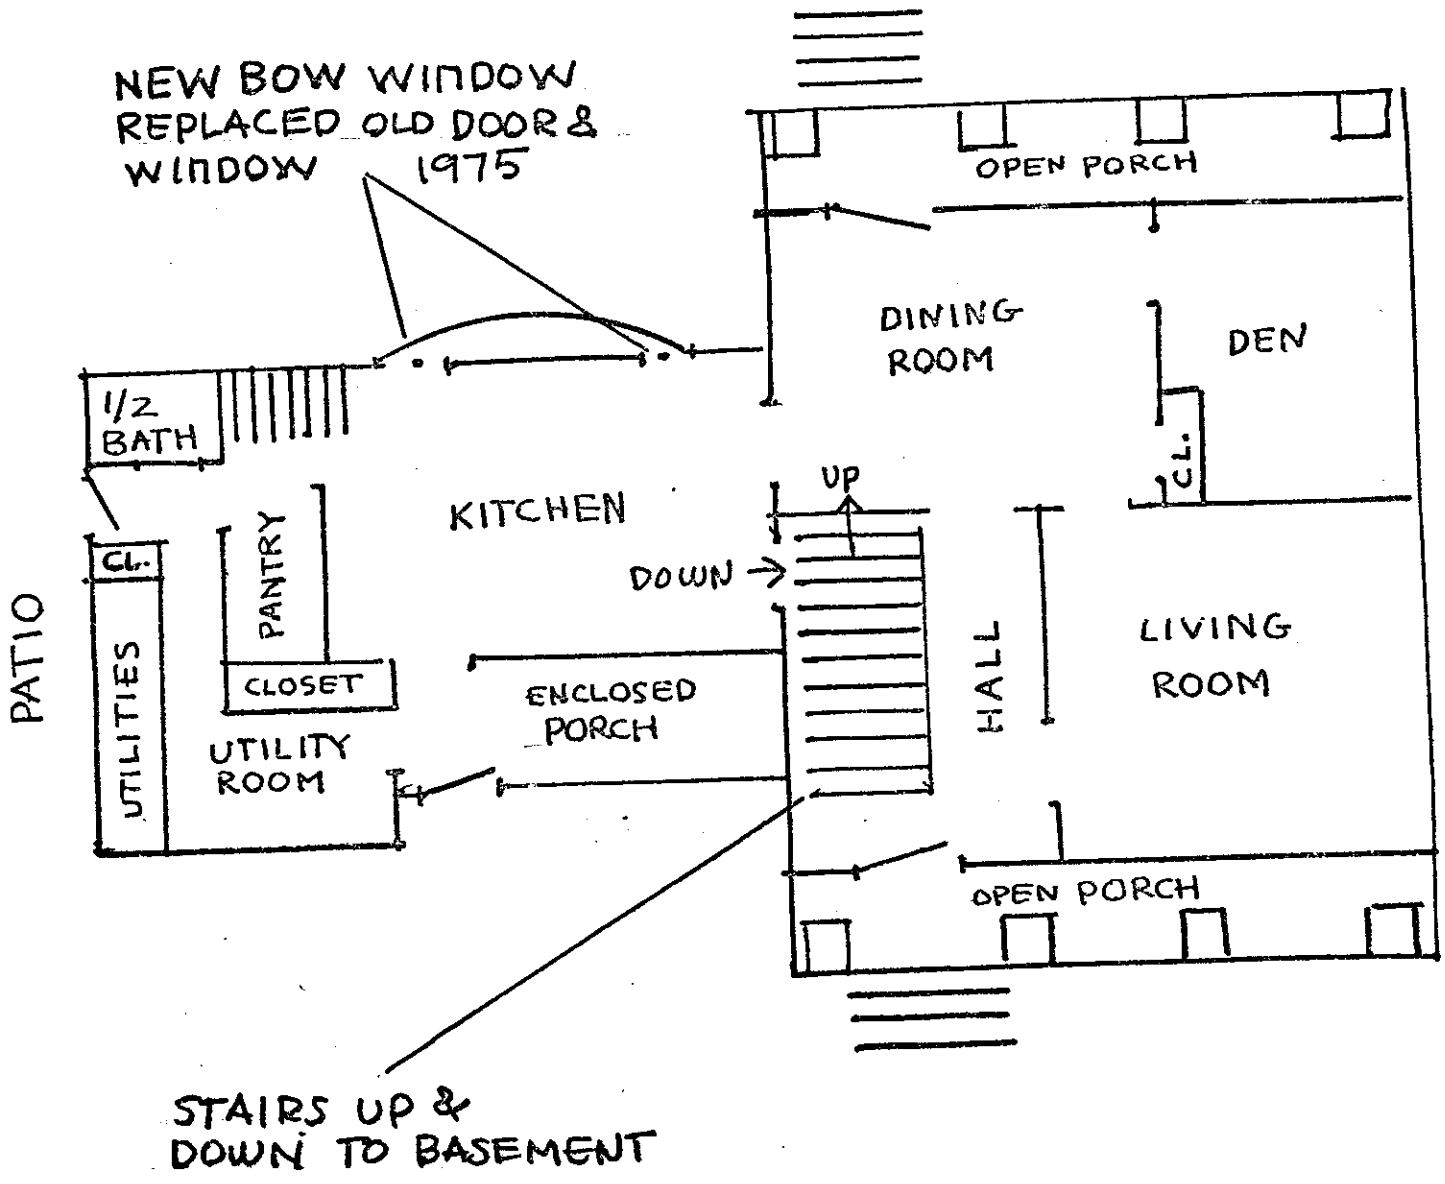 NEW BOW WINDOW
REPLACED OLD DOOR &
WINDOW 1975
OPEN PORCH
DINING
ROOM
DEN
1/2
BATH
CL.
UP
KITCHEN
PANTRY
CL.
DOWN
PATIO
UTILITIES
CLOSET
ENCLOSED
PORCH
HALL
LIVING
ROOM
UTILITY
ROOM
OPEN PORCH
STAIRS UP &
DOWN TO BASEMENT